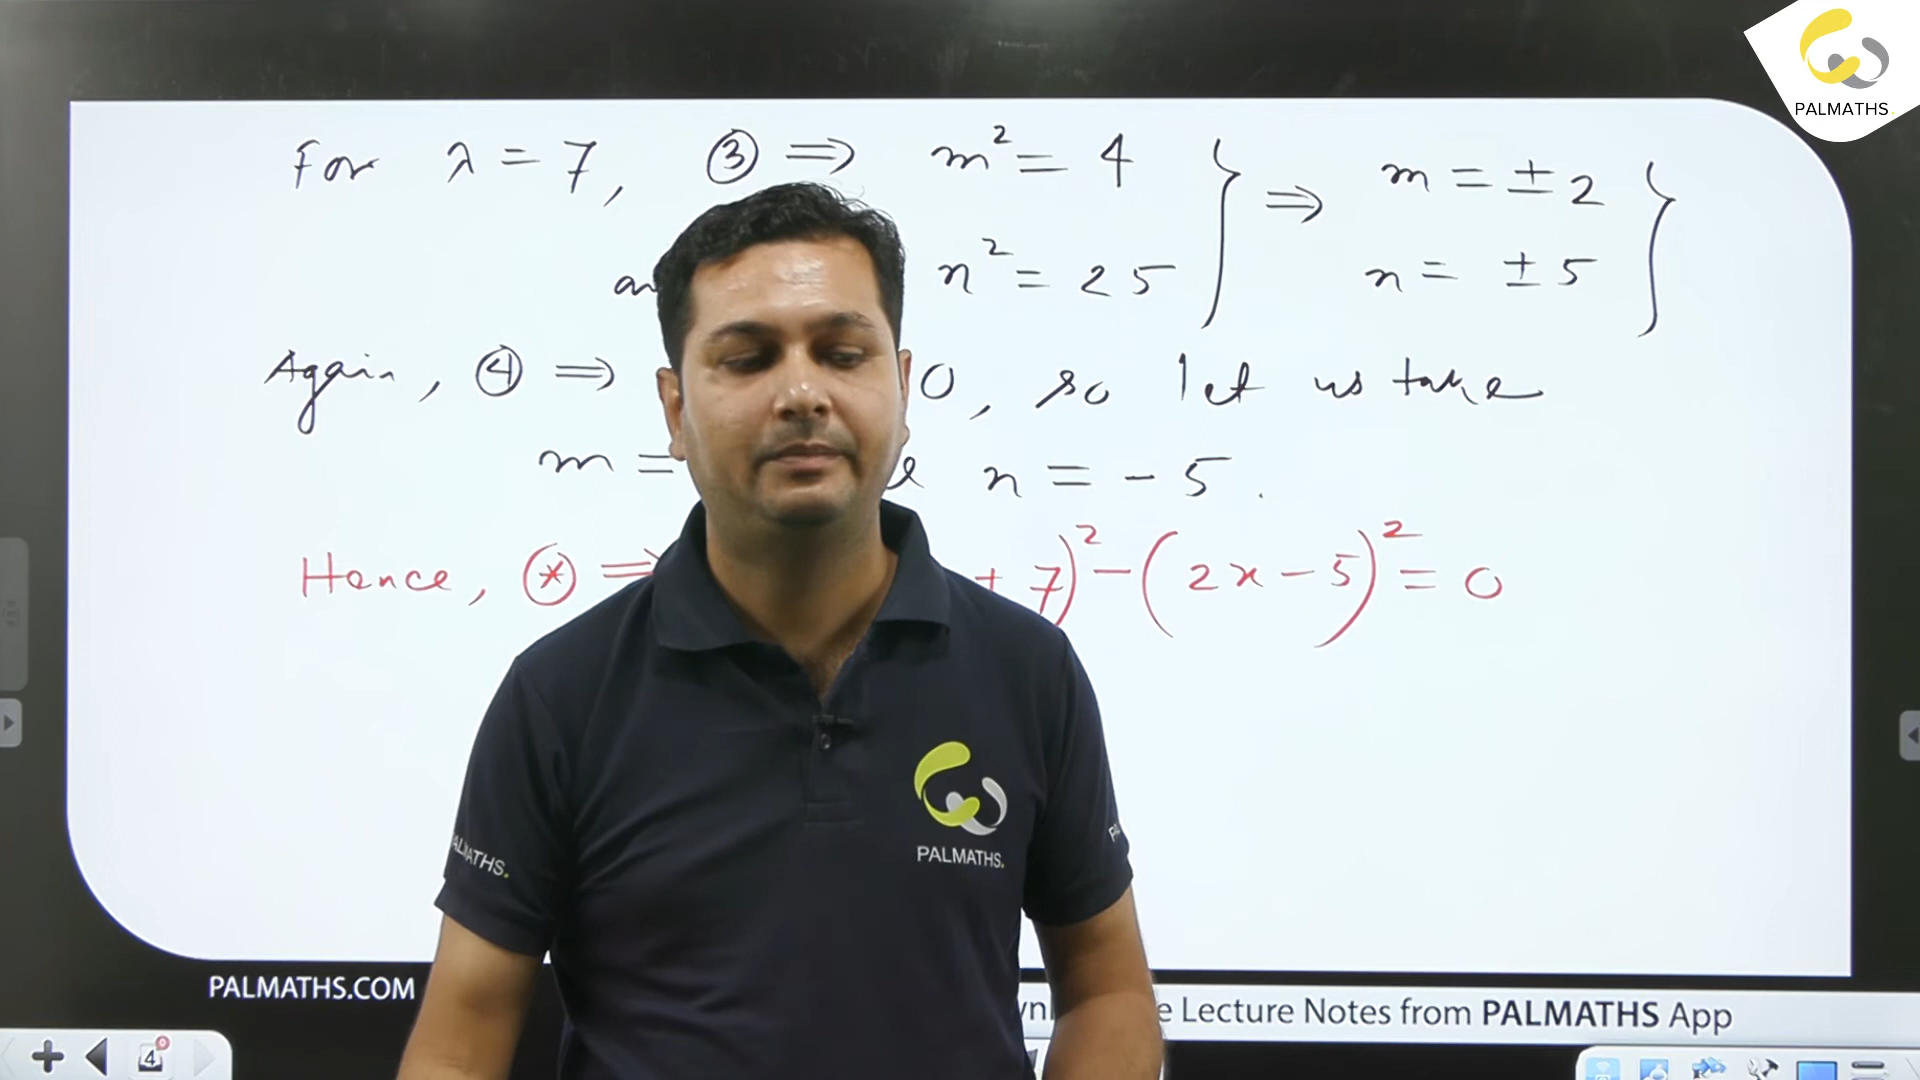 PALMATHS.
For λ = 7, ③ ⇒ m² = 4 } ⇒ m = ±2 }
n² = 25 n = ±5
Again, ④ ⇒ 0, so let us take
m = n = -5.
Hence, ⊛ ⇒ + 7)² - (2x - 5)² = 0
PALMATHS.
PALMATHS.COM
Lecture Notes from PALMATHS App
4